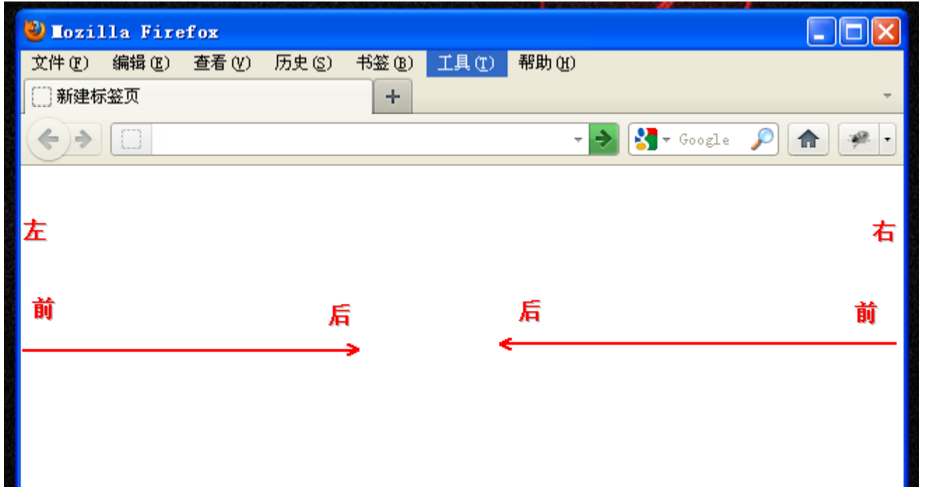 Mozilla Firefox
文件(F) 编辑(E) 查看(V) 历史(S) 书签(B) 工具(T) 帮助(H)
新建标签页
Google
左 右
前 后 后 前